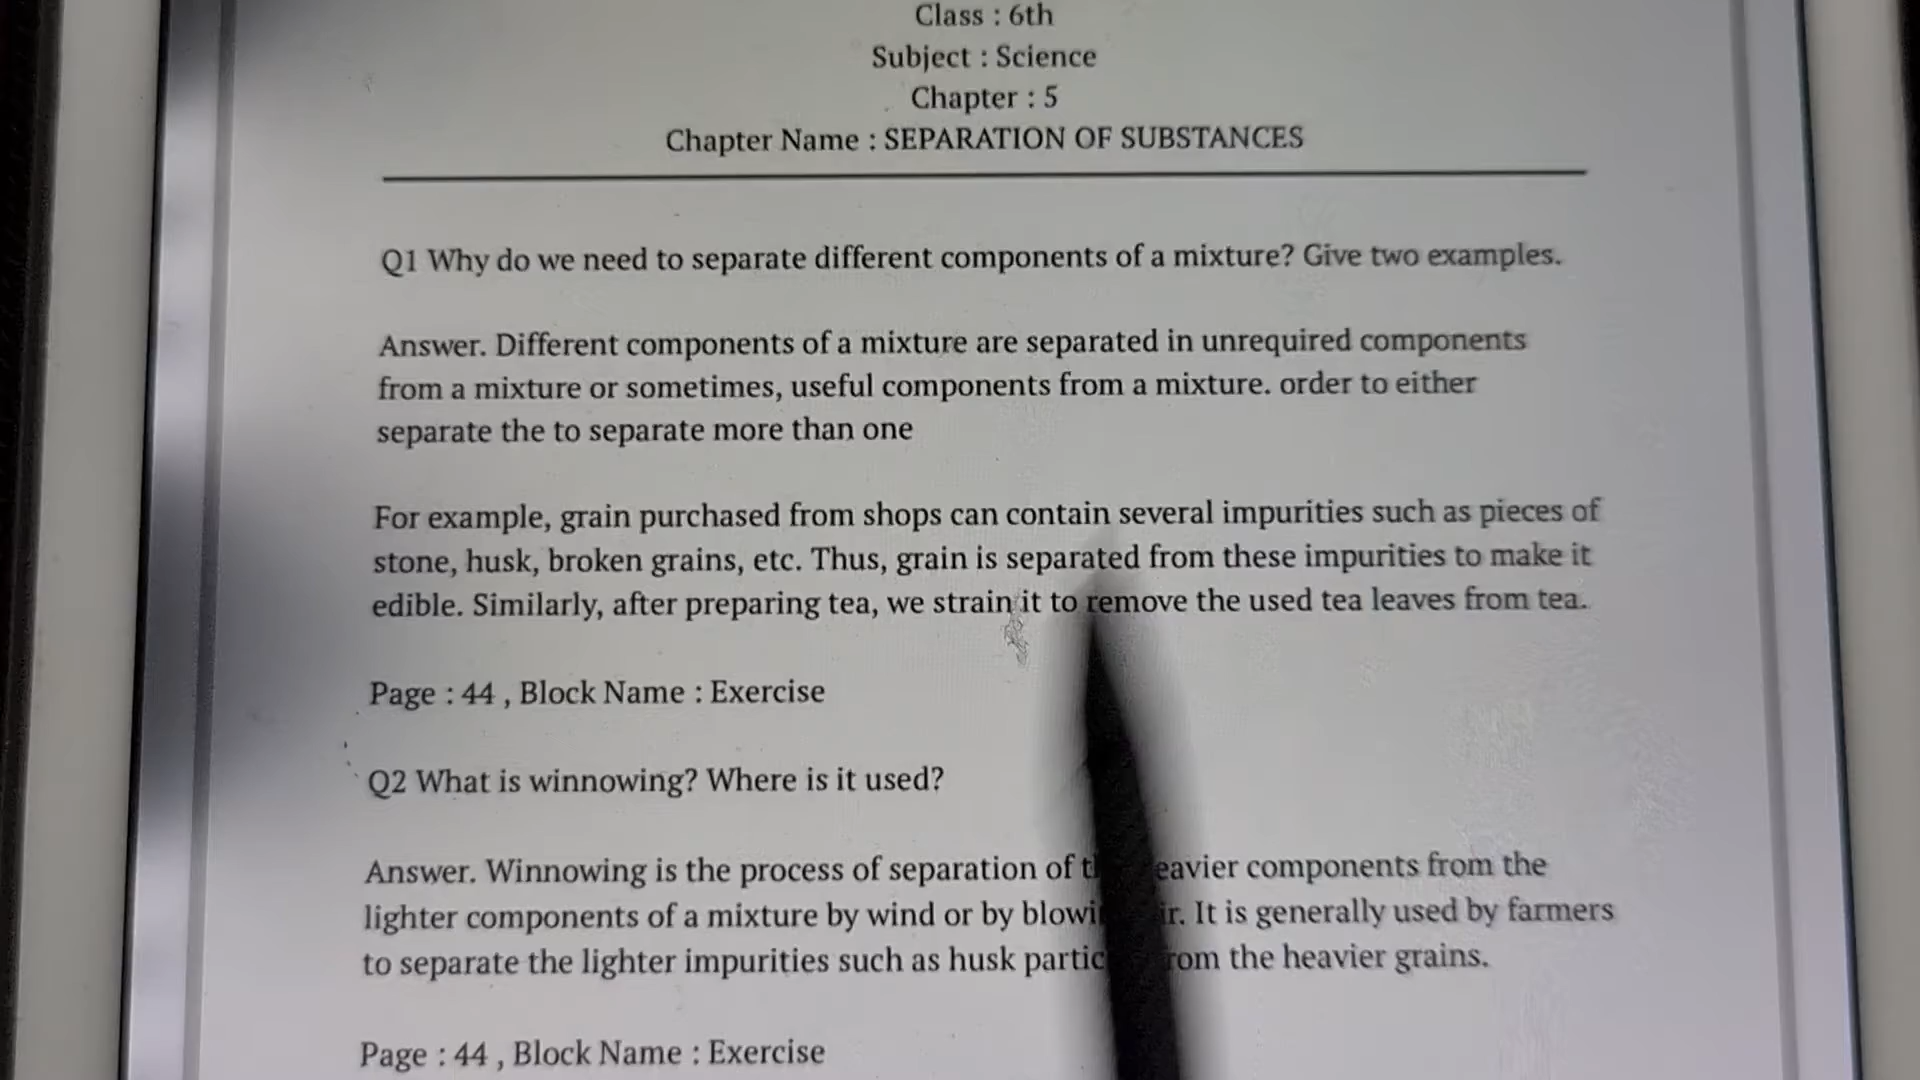 Class : 6th
Subject : Science
Chapter : 5
Chapter Name : SEPARATION OF SUBSTANCES
Q1 Why do we need to separate different components of a mixture? Give two examples.
Answer. Different components of a mixture are separated in unrequired components
from a mixture or sometimes, useful components from a mixture. order to either
separate the to separate more than one
For example, grain purchased from shops can contain several impurities such as pieces of
stone, husk, broken grains, etc. Thus, grain is separated from these impurities to make it
edible. Similarly, after preparing tea, we strain it to remove the used tea leaves from tea.
Page : 44 , Block Name : Exercise
Q2 What is winnowing? Where is it used?
Answer. Winnowing is the process of separation of components from the
lighter components of a mixture by wind or by It is generally used by farmers
to separate the lighter impurities such as husk the heavier grains.
Page : 44 , Block Name : Exercise